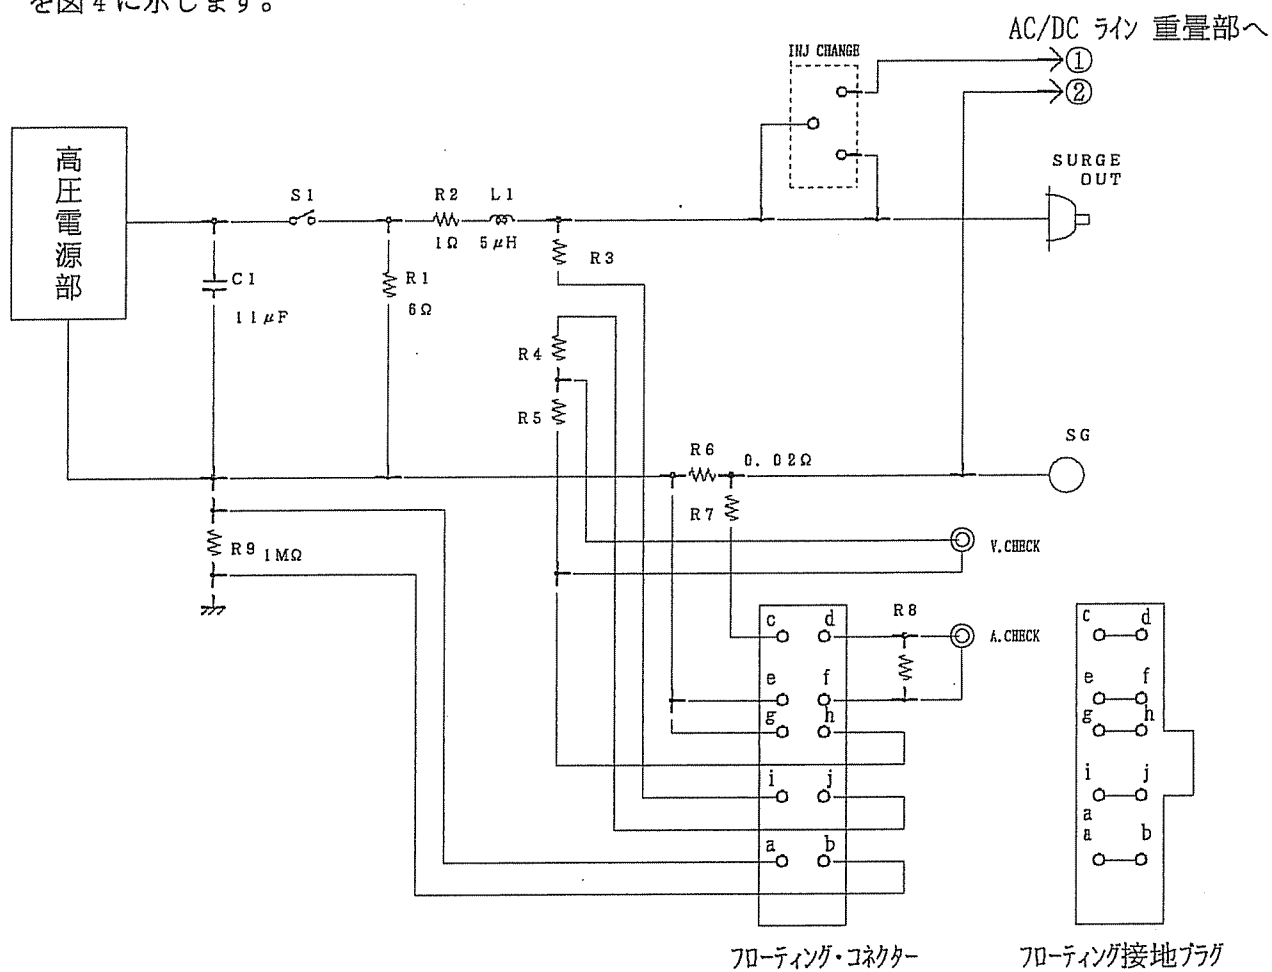 を図4に示します。
AC/DC ライン 重畳部へ
INJ CHANGE
①
②
高圧電源部
SURGE
OUT
S1
R2
L1
1Ω
5μH
R3
C1
11μF
R1
6Ω
R4
R5
SG
R6
0.02Ω
R7
R9
1MΩ
V.CHECK
R8
A.CHECK
c
d
e
f
g
h
i
j
a
b
c
d
e
f
g
h
i
j
a
a
b
フローティング・コネクター
フローティング接地プラグ